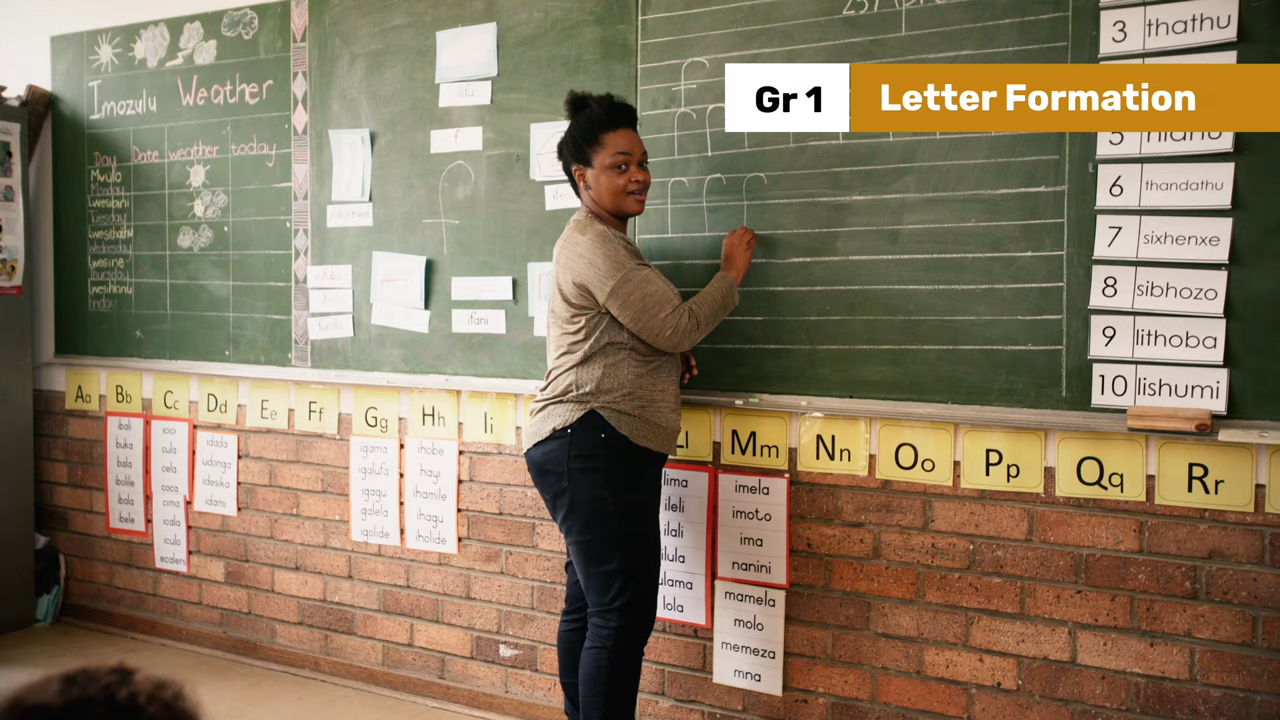 Gr 1
Letter Formation
Imozulu Weather
Day Date weather today
Mvulo
Monday
Lwesibini
Tuesday
Lwesithathu
Wednesday
Lwesine
Thursday
Lwesihlanu
Friday
f
f
ifani
f
f f
f f f
3 thathu
6 thandathu
7 sixhenxe
8 sibhozo
9 lithoba
10 lishumi
Aa
Bb
Cc
Dd
Ee
Ff
Gg
Hh
Ii
Ll
Mm
Nn
Oo
Pp
Qq
Rr
ibali
buka
bala
ibolile
ibala
ibele
icici
cula
cela
coca
cima
icala
iculo
ecaleni
idada
udonga
idesika
idami
igama
igalufa
igagu
galela
igolide
ihobe
hayi
ihamile
ihagu
iholide
lima
ileli
ilali
ilula
ulama
lola
imela
imoto
ima
nanini
mamela
molo
memeza
mna